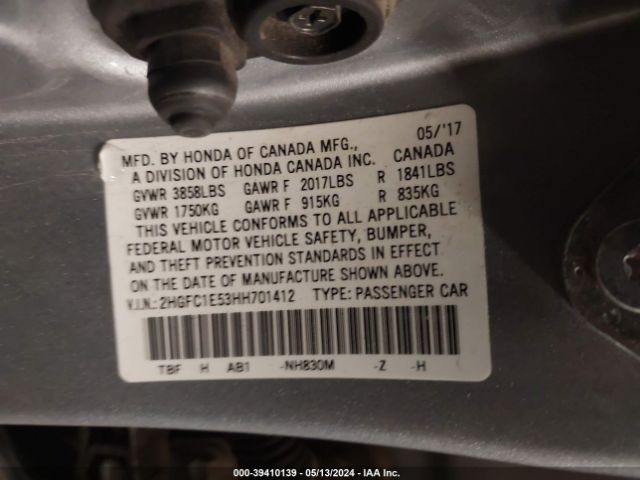 05/'17
MFD. BY HONDA OF CANADA MFG.,
A DIVISION OF HONDA CANADA INC. CANADA
GVWR 3858LBS GAWR F 2017LBS R 1841LBS
GVWR 1750KG GAWR F 915KG R 835KG
THIS VEHICLE CONFORMS TO ALL APPLICABLE
FEDERAL MOTOR VEHICLE SAFETY, BUMPER,
AND THEFT PREVENTION STANDARDS IN EFFECT
ON THE DATE OF MANUFACTURE SHOWN ABOVE.
V.I.N.: 2HGFC1E53HH701412 TYPE: PASSENGER CAR
TBF H AB1 -NH830M -Z -H
000-39410139 - 05/13/2024 - IAA Inc.